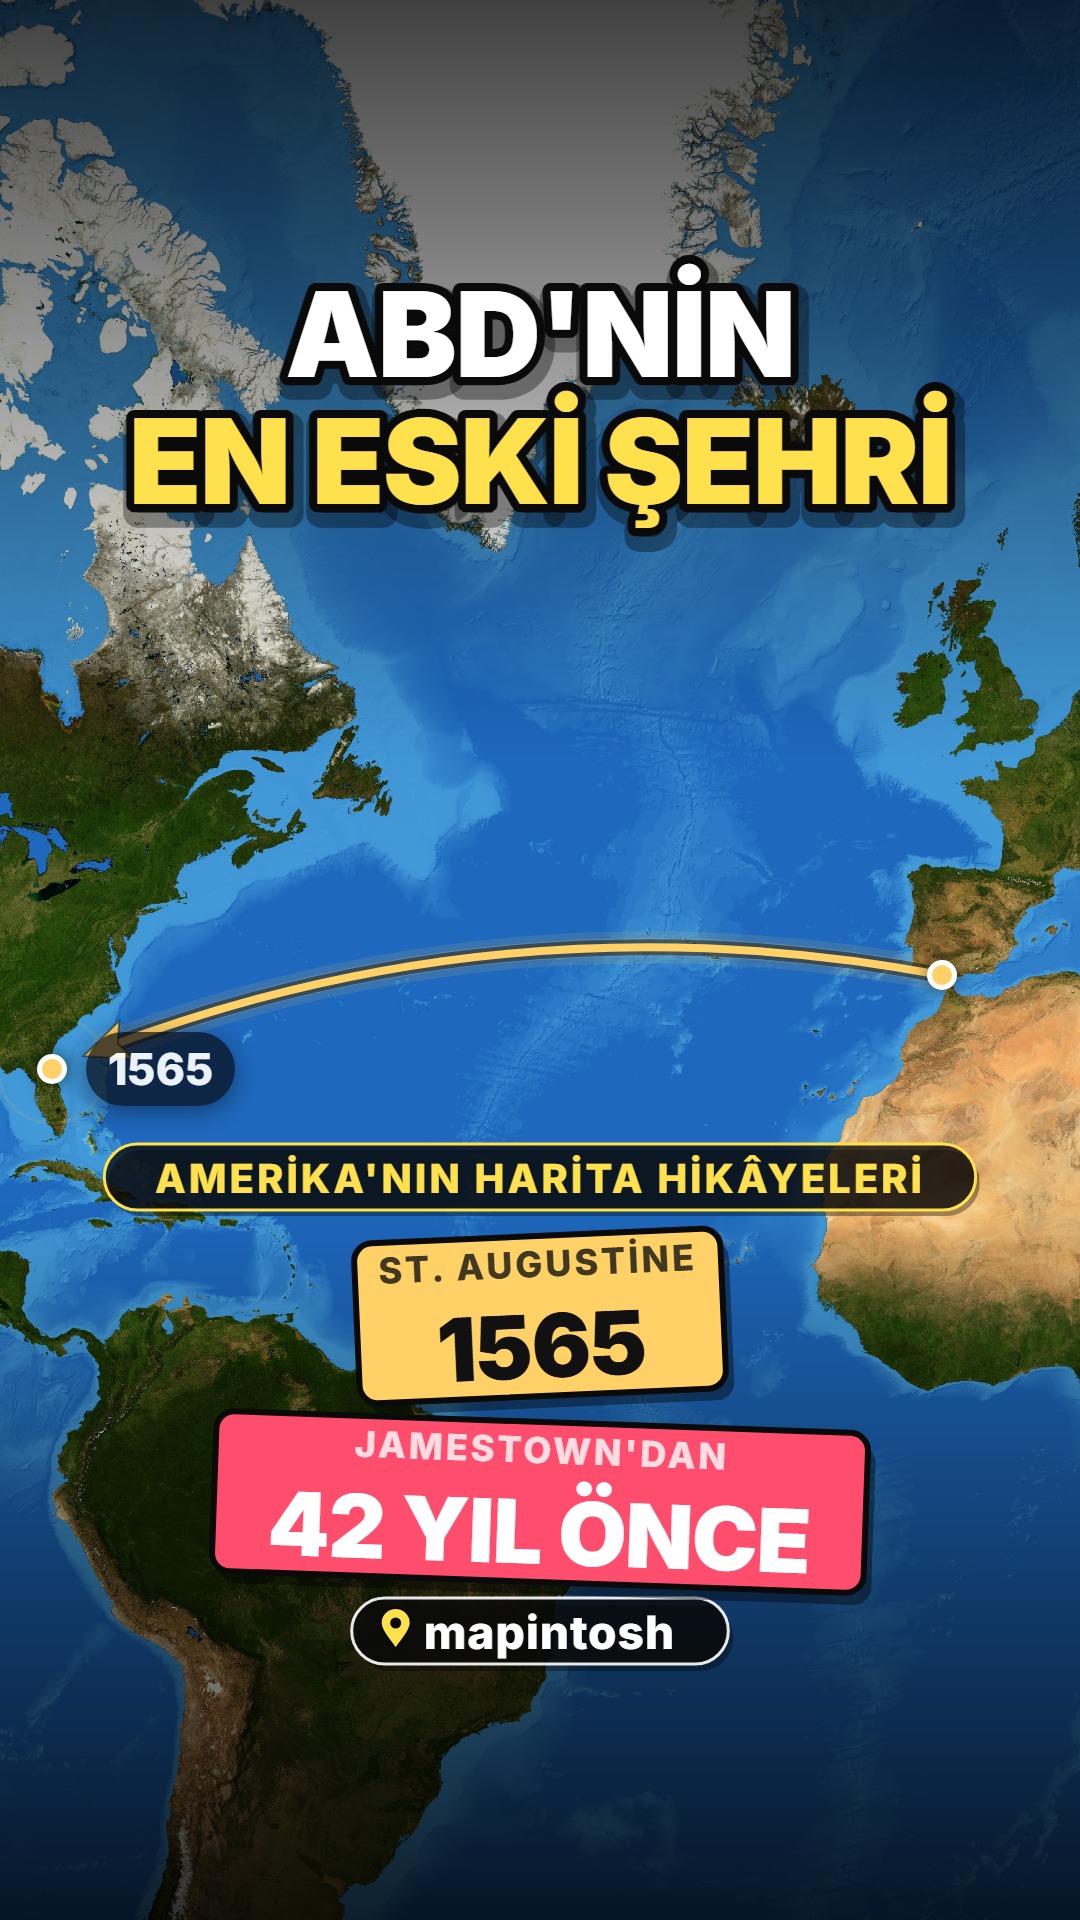 ABD'NİN
EN ESKİ ŞEHRİ
1565
AMERİKA'NIN HARİTA HİKÂYELERİ
ST. AUGUSTİNE
1565
JAMESTOWN'DAN
42 YIL ÖNCE
mapintosh